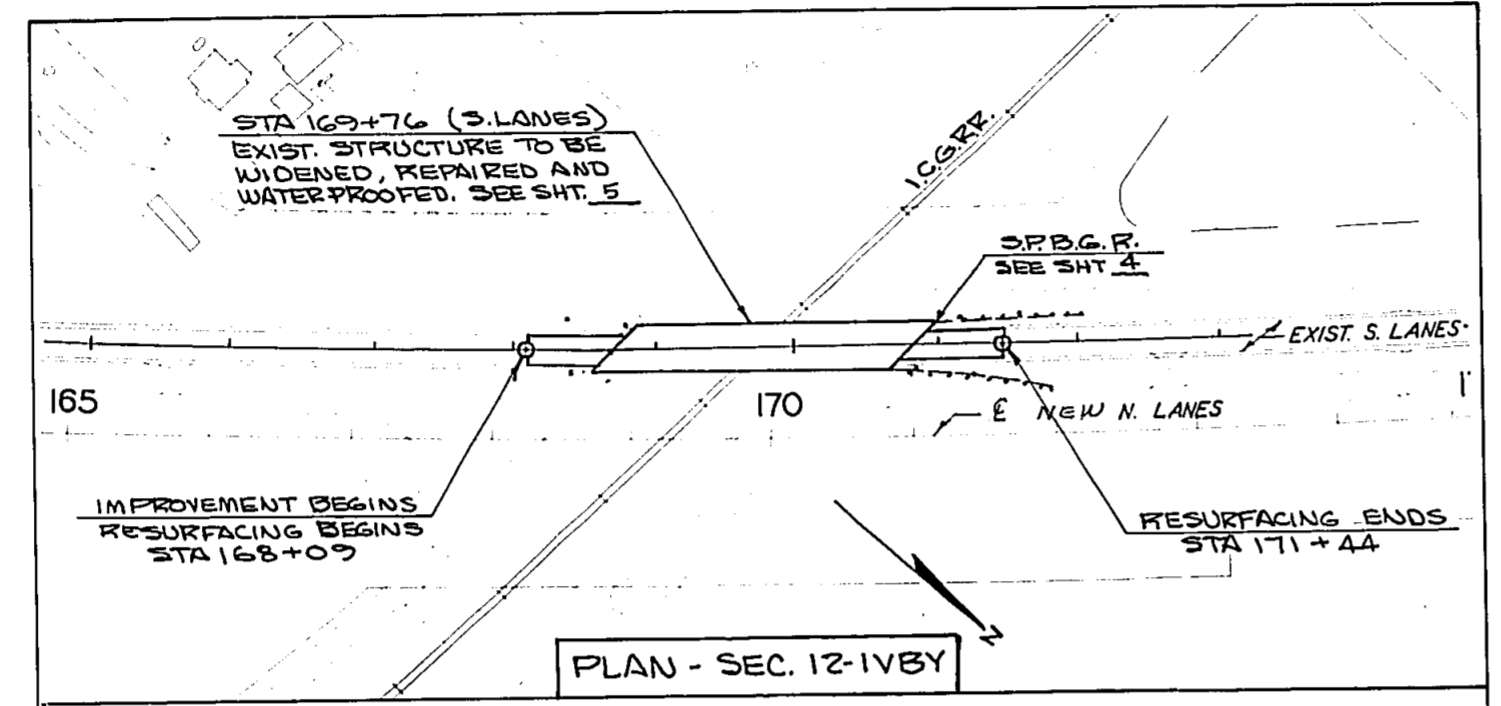 STA 169+76 (S.LANES)
EXIST. STRUCTURE TO BE
WIDENED, REPAIRED AND
WATERPROOFED. SEE SHT. 5
I.C.G.R.R.
S.P.B.G.R.
SEE SHT 4
EXIST. S. LANES
165
170
1
℄ NEW N. LANES
IMPROVEMENT BEGINS
RESURFACING BEGINS
STA 168+09
RESURFACING ENDS
STA 171+44
N
PLAN - SEC. 12-1VBY